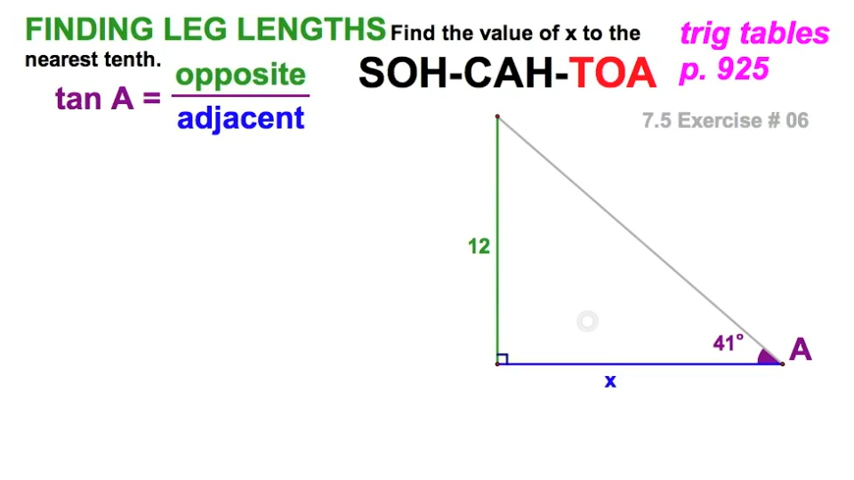 FINDING LEG LENGTHS Find the value of x to the
nearest tenth.
trig tables
p. 925
tan A = opposite
adjacent
SOH-CAH-TOA
7.5 Exercise # 06
12
41°
A
x